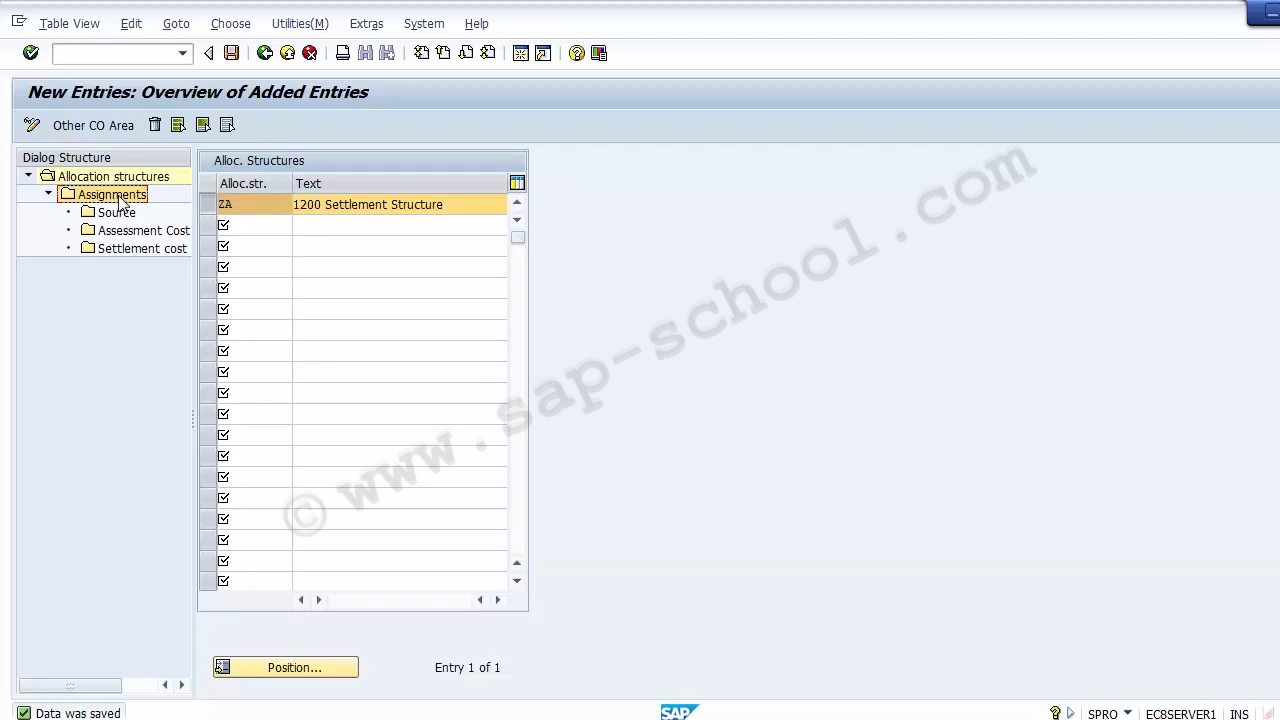 Table View Edit Goto Choose Utilities(M) Extras System Help
New Entries: Overview of Added Entries
Other CO Area
Dialog Structure
Allocation structures
Assignments
Source
Assessment Cost
Settlement cost
Alloc. Structures
Alloc.str. Text
ZA 1200 Settlement Structure
© www.sap-school.com
Position... Entry 1 of 1
Data was saved
SAP
SPRO EC8SERVER1 INS